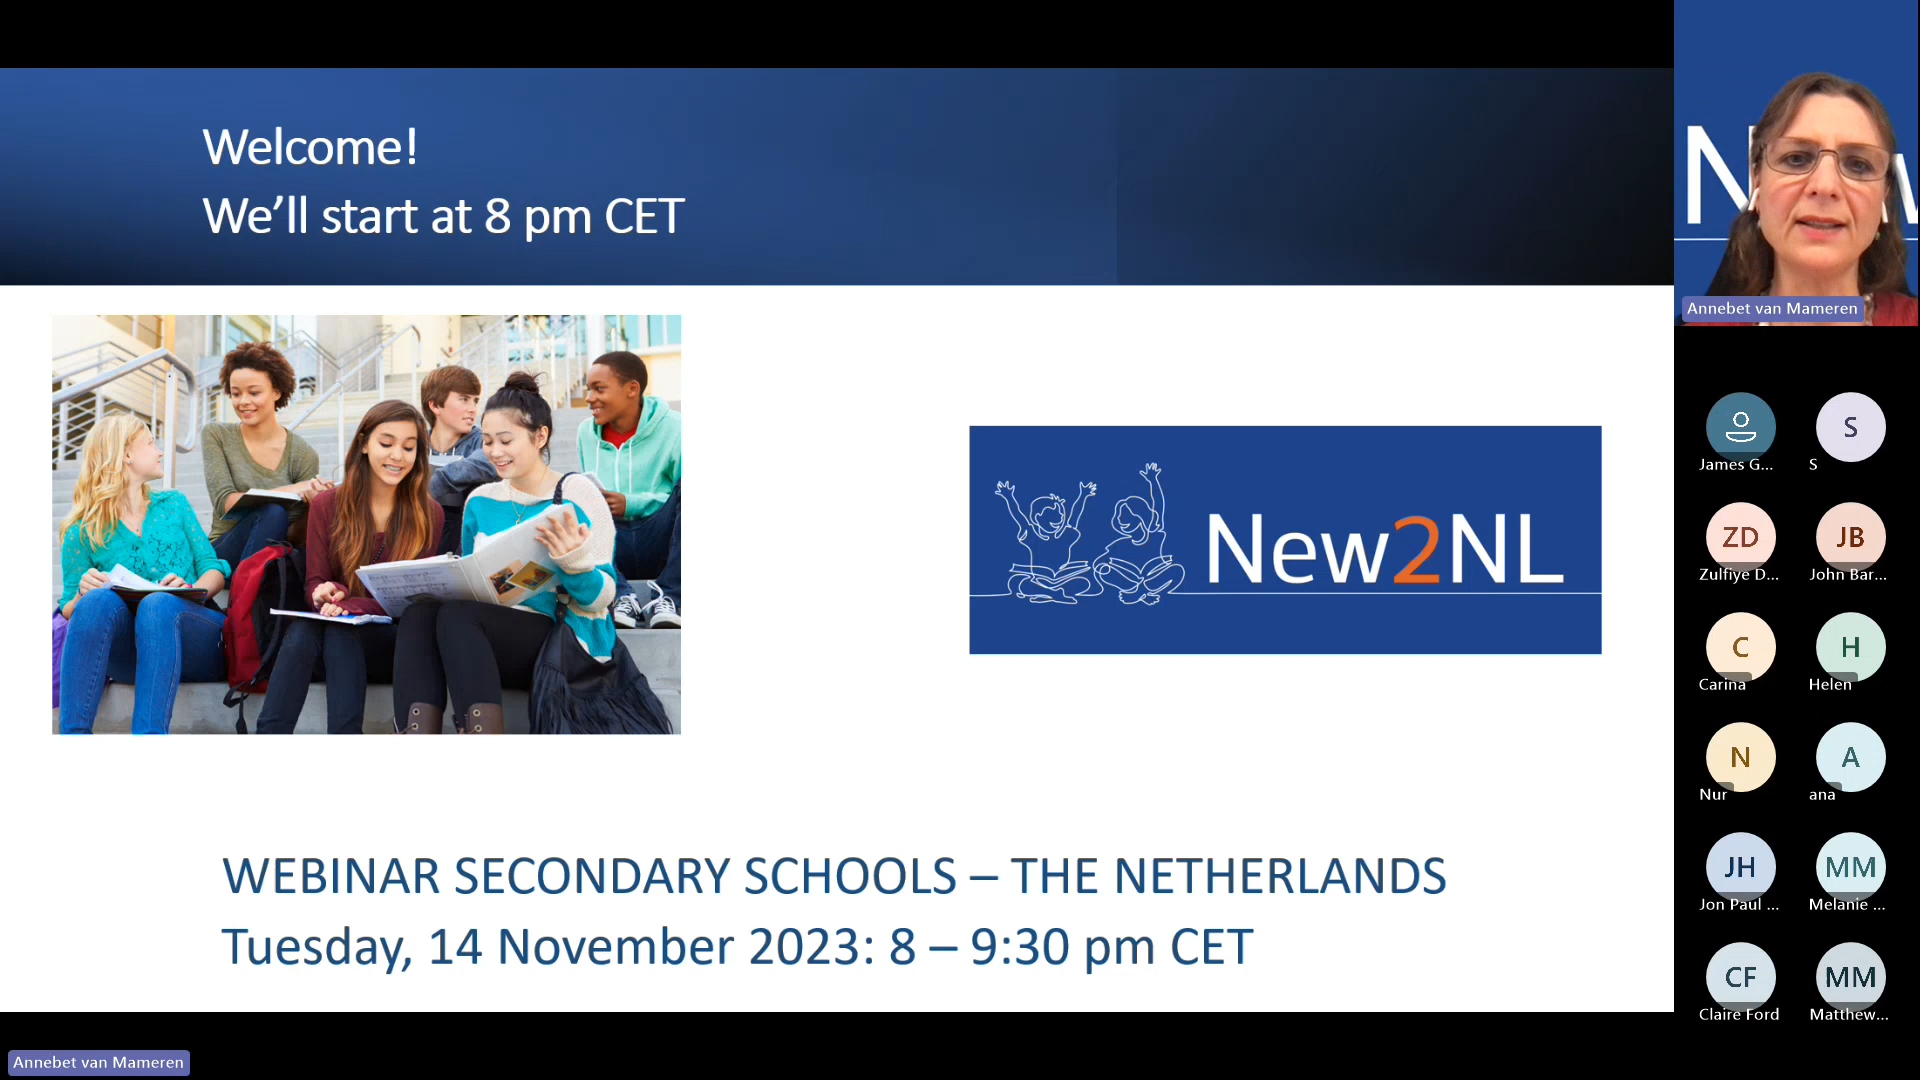 Welcome!
We'll start at 8 pm CET
New2NL
WEBINAR SECONDARY SCHOOLS – THE NETHERLANDS
Tuesday, 14 November 2023: 8 – 9:30 pm CET
Annebet van Mameren
N w
Annebet van Mameren
James G...
S
S
ZD
Zulfiye D...
JB
John Bar...
C
Carina
H
Helen
N
Nur
A
ana
JH
Jon Paul ...
MM
Melanie ...
CF
Claire Ford
MM
Matthew...